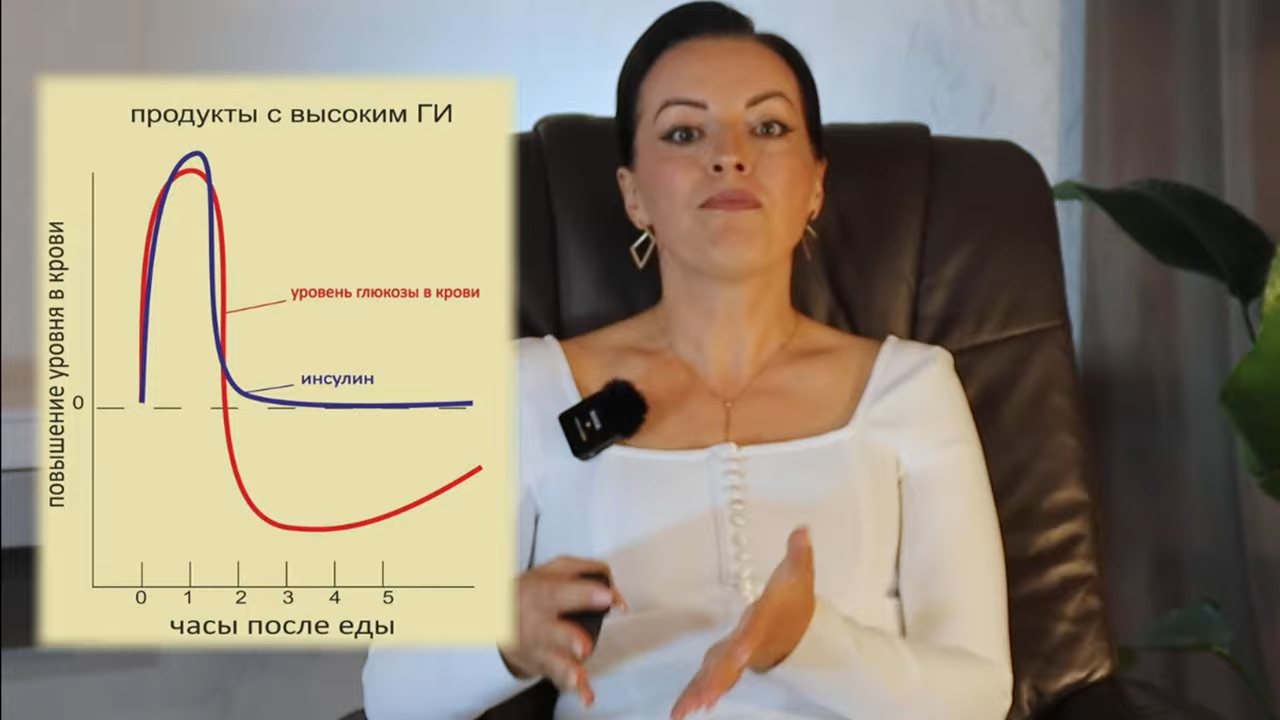 продукты с высоким ГИ
повышение уровня в крови
уровень глюкозы в крови
инсулин
0
0 1 2 3 4 5
часы после еды